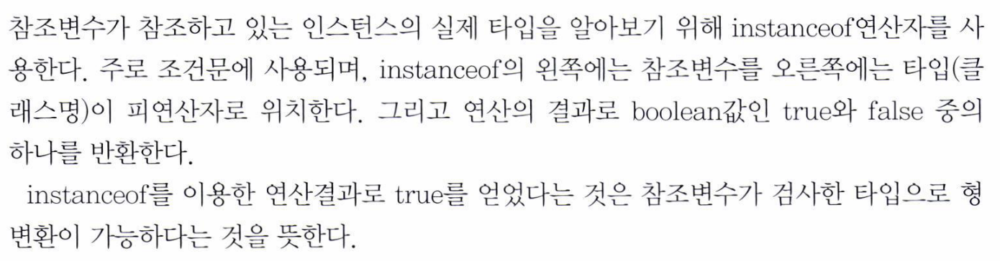 참조변수가 참조하고 있는 인스턴스의 실제 타입을 알아보기 위해 instanceof연산자를 사
용한다. 주로 조건문에 사용되며, instanceof의 왼쪽에는 참조변수를 오른쪽에는 타입(클
래스명)이 피연산자로 위치한다. 그리고 연산의 결과로 boolean값인 true와 false 중의
하나를 반환한다.
instanceof를 이용한 연산결과로 true를 얻었다는 것은 참조변수가 검사한 타입으로 형
변환이 가능하다는 것을 뜻한다.